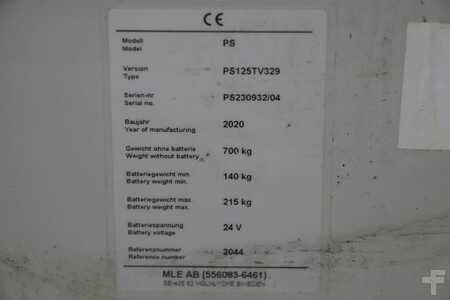 CE
Modell
Model PS
Version
Type PS125TV329
Serien-nr
Serial no. PS230932/04
Baujahr
Year of manufacturing 2020
Gewicht ohne batterie
Weight without battery 700 kg
Batteriegewicht min.
Battery weight min. 140 kg
Batteriegewicht max.
Battery weight max. 215 kg
Batteriespannung
Battery voltage 24 V
Referenznummer
Reference number 3044
MLE AB (556083-6461)
SWEDEN